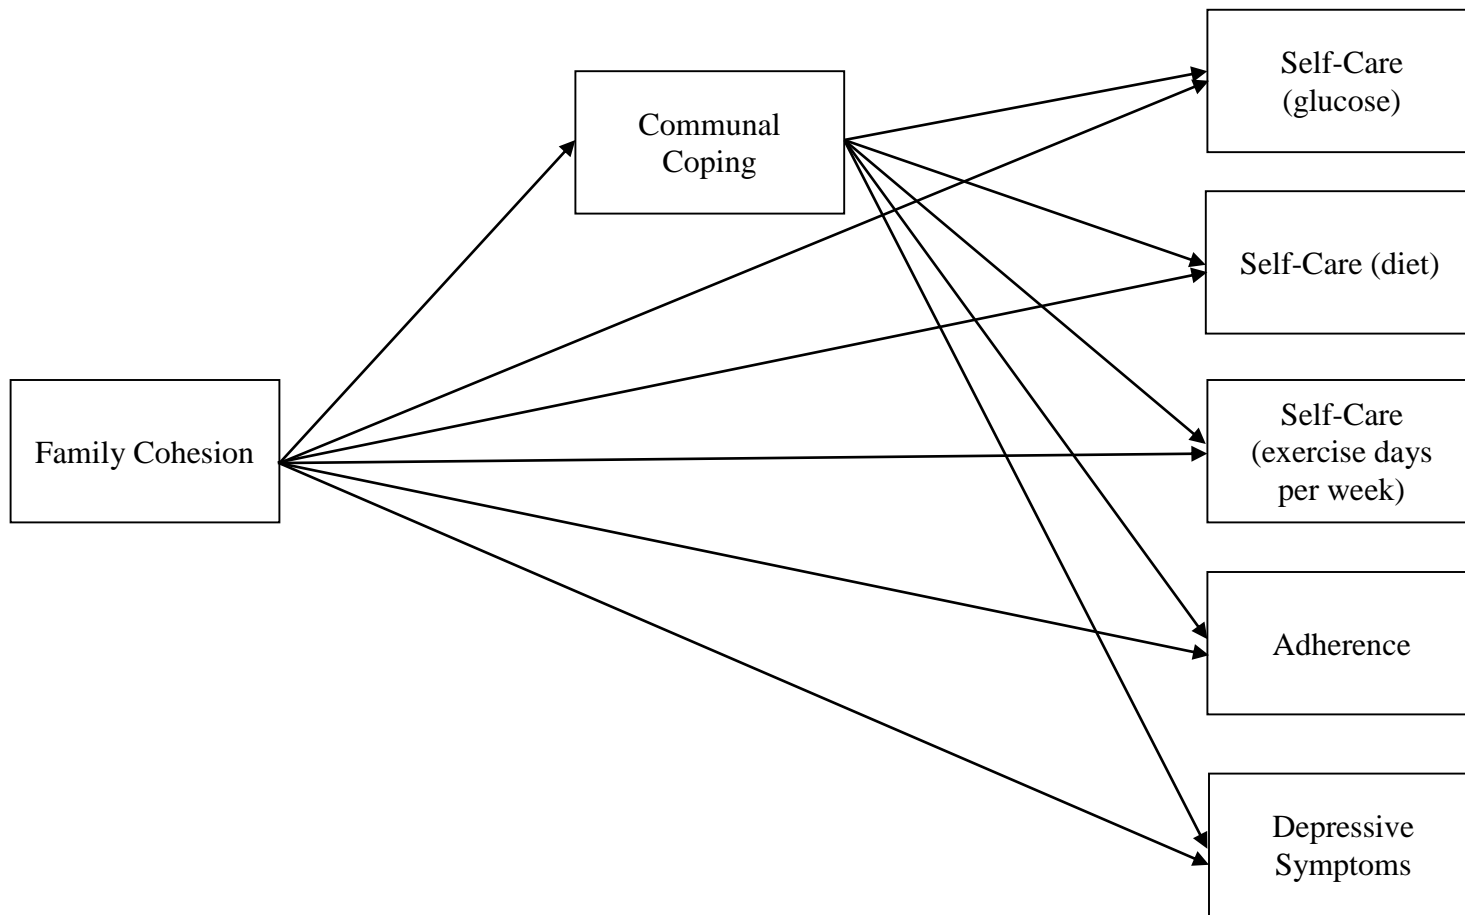 Self-Care
(glucose)
Communal
Coping
Self-Care (diet)
Family Cohesion
Self-Care
(exercise days
per week)
Adherence
Depressive
Symptoms